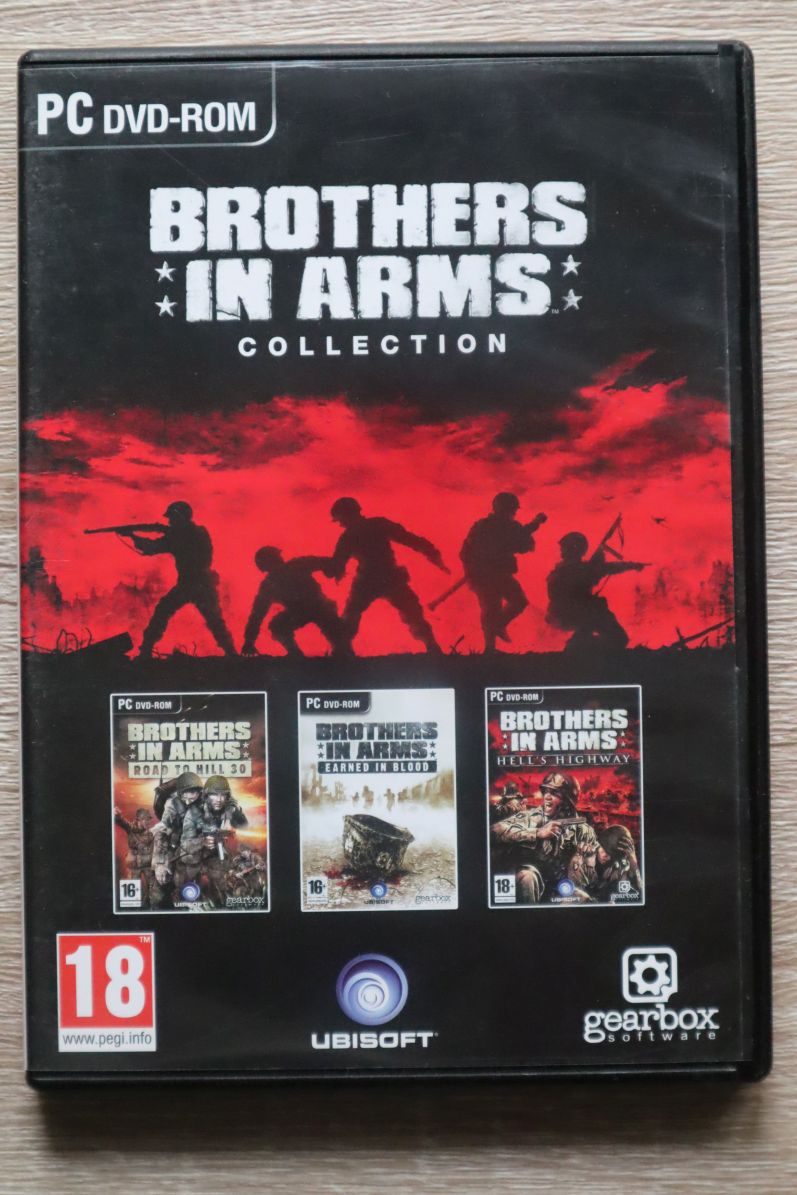 PC DVD-ROM
BROTHERS
IN ARMS™
COLLECTION
PC DVD-ROM
BROTHERS
IN ARMS
ROAD TO HILL 30
16+
UBISOFT
gearbox
PC DVD-ROM
BROTHERS
IN ARMS
EARNED IN BLOOD
16+
UBISOFT
gearbox
PC DVD-ROM
BROTHERS
IN ARMS
HELL'S HIGHWAY
18+
UBISOFT
gearbox
18™
www.pegi.info
UBISOFT
gearbox
software